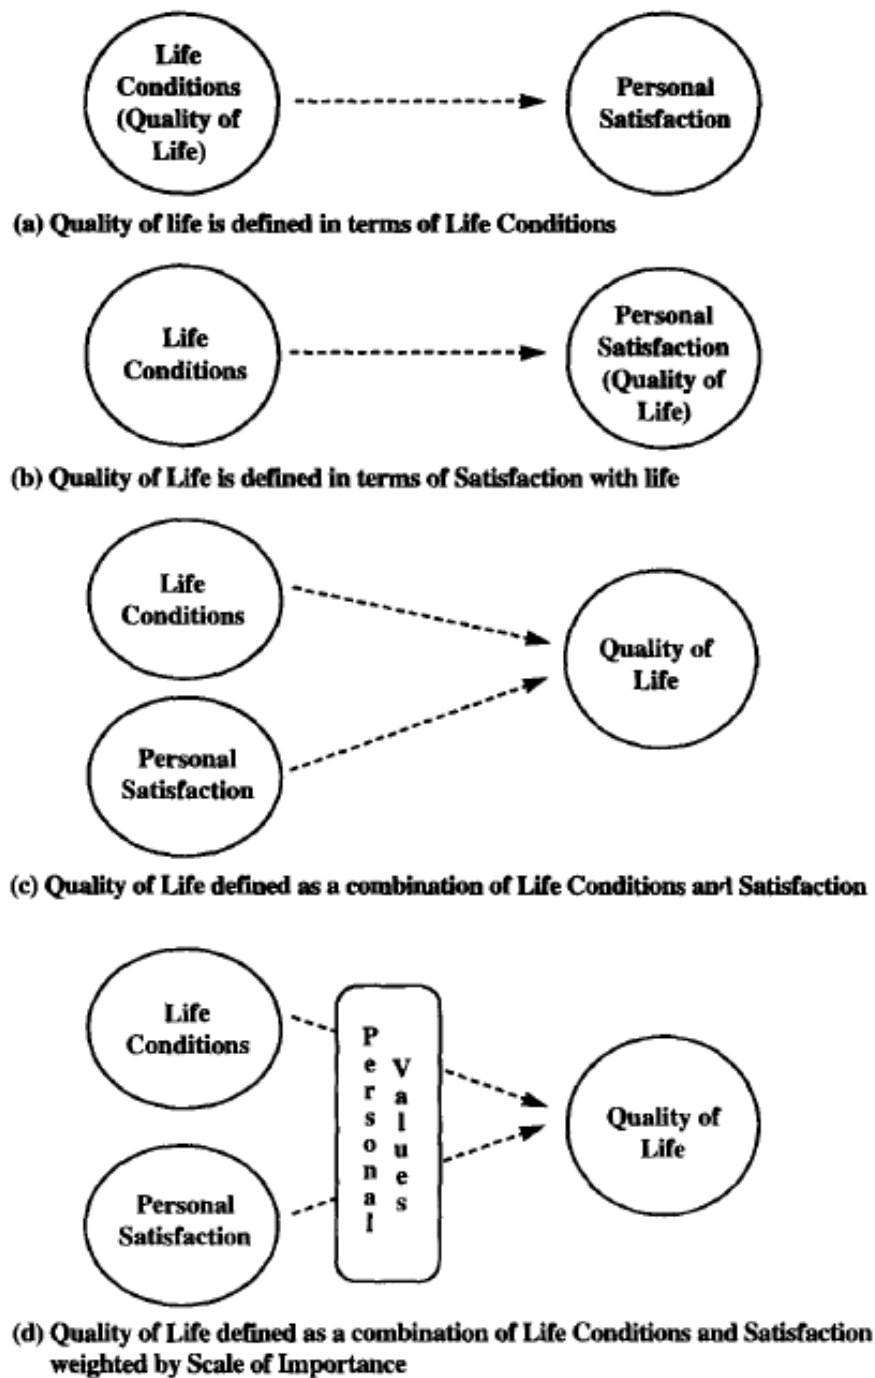 Life
Conditions
(Quality of
Life)
Personal
Satisfaction
(a) Quality of life is defined in terms of Life Conditions
Life
Conditions
Personal
Satisfaction
(Quality of
Life)
(b) Quality of Life is defined in terms of Satisfaction with life
Life
Conditions
Personal
Satisfaction
Quality of
Life
(c) Quality of Life defined as a combination of Life Conditions and Satisfaction
Life
Conditions
Personal
Satisfaction
Personal
Values
Quality of
Life
(d) Quality of Life defined as a combination of Life Conditions and Satisfaction
weighted by Scale of Importance